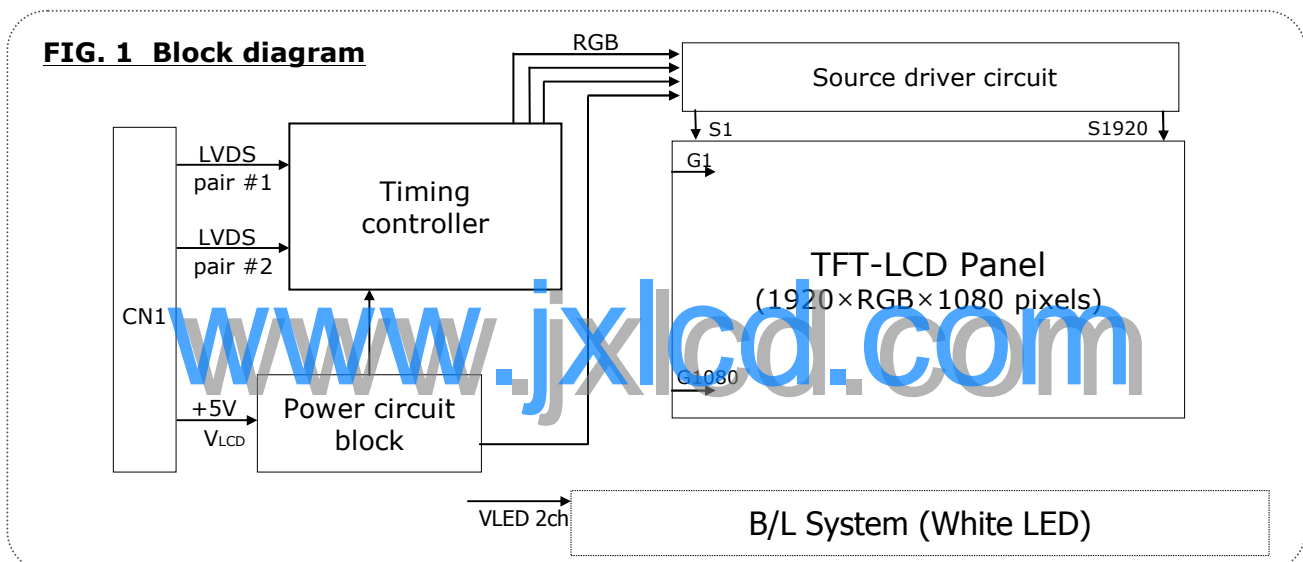 FIG. 1 Block diagram
RGB
Source driver circuit
S1
S1920
CN1
LVDS
pair #1
LVDS
pair #2
Timing
controller
G1
TFT-LCD Panel
(1920×RGB×1080 pixels)
G1080
www.jxlcd.com
+5V
VLCD
Power circuit
block
VLED 2ch
B/L System (White LED)